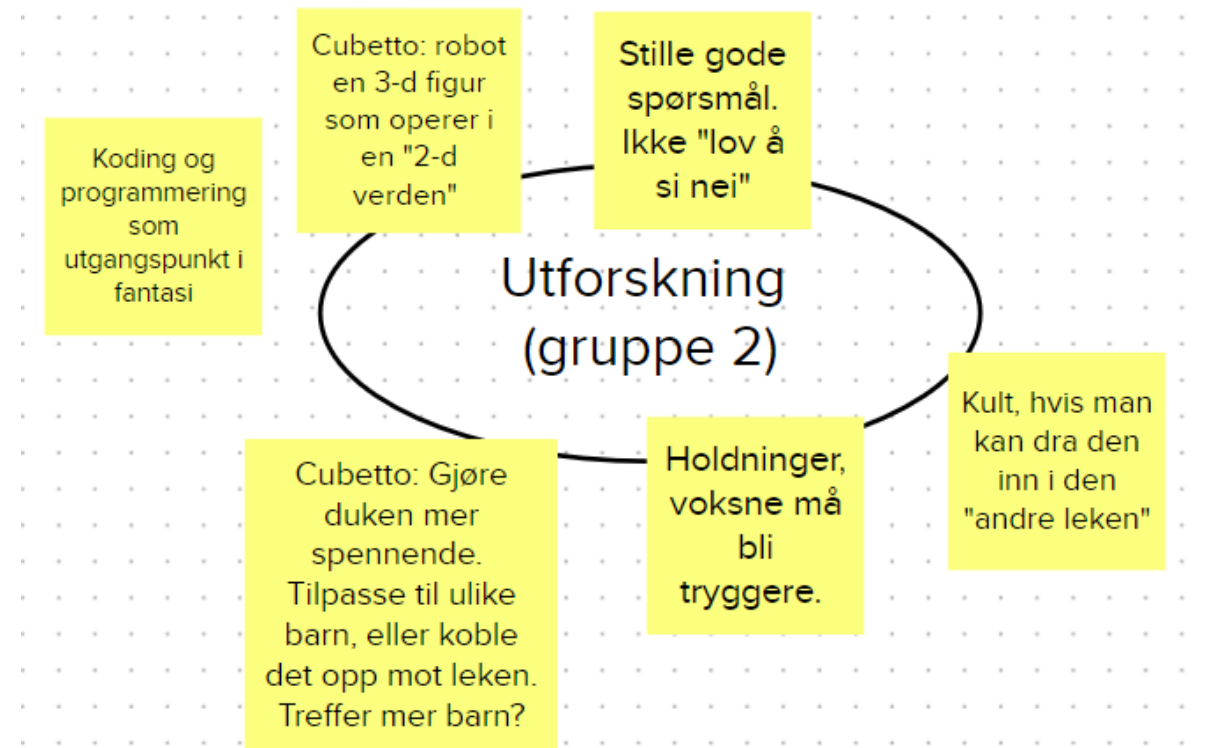 Cubetto: robot
en 3-d figur
som operer i
en "2-d
verden"
Stille gode
spørsmål.
Ikke "lov å
si nei"
Koding og
programmering
som
utgangspunkt i
fantasi
Utforskning
(gruppe 2)
Kult, hvis man
kan dra den
inn i den
"andre leken"
Holdninger,
voksne må
bli
tryggere.
Cubetto: Gjøre
duken mer
spennende.
Tilpasse til ulike
barn, eller koble
det opp mot leken.
Treffer mer barn?